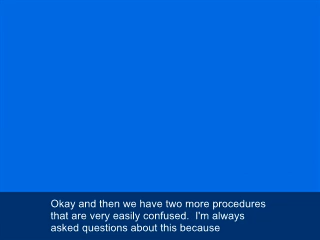 Okay and then we have two more procedures
that are very easily confused.  I'm always
asked questions about this because